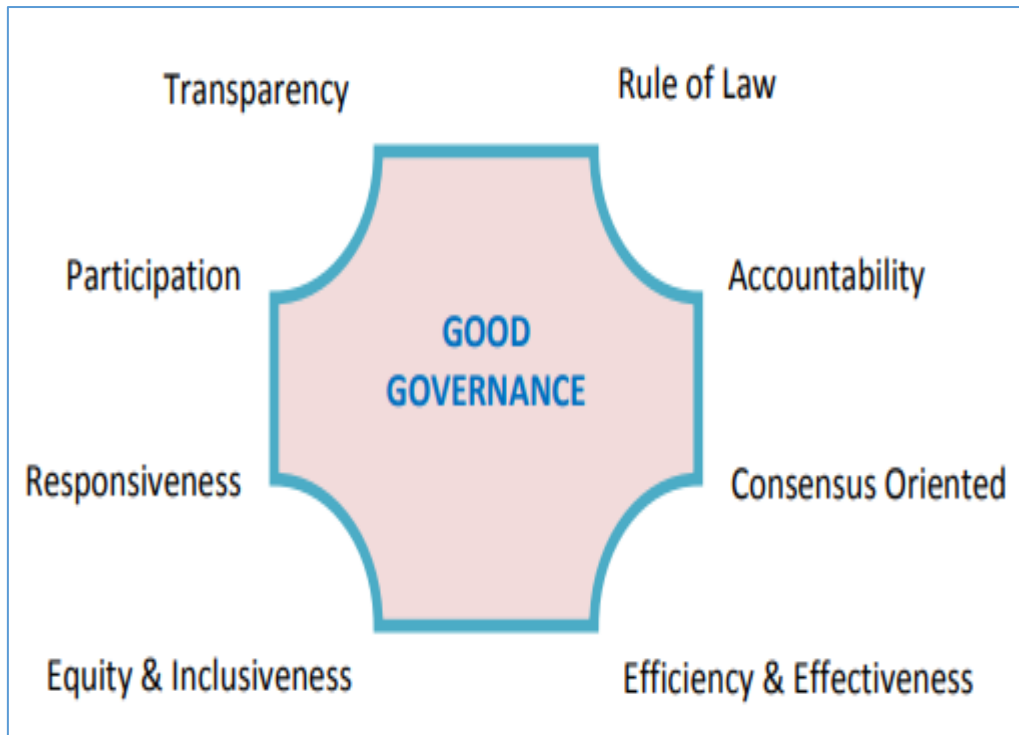 Transparency
Rule of Law
Participation
Accountability
GOOD
GOVERNANCE
Responsiveness
Consensus Oriented
Equity & Inclusiveness
Efficiency & Effectiveness